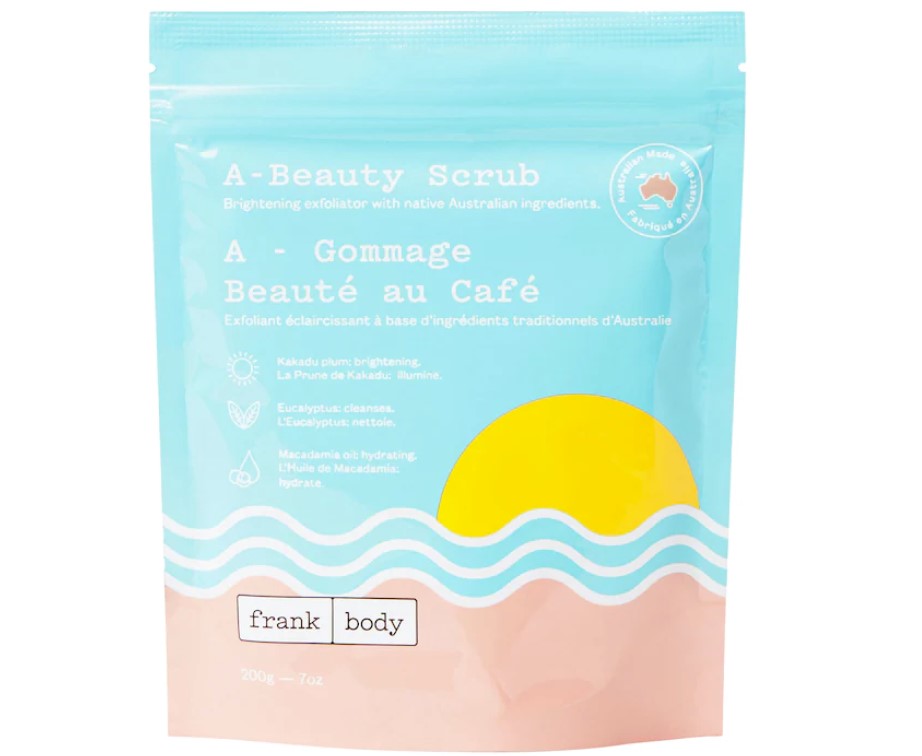 A-Beauty Scrub
Brightening exfoliator with native Australian ingredients.
Australian Made
Fabriqué en Australie
A - Gommage
Beauté au Café
Exfoliant éclaircissant à base d'ingrédients traditionnels d'Australie
Kakadu plum: brightening.
La Prune de Kakadu: illumine.
Eucalyptus: cleanses.
L'Eucalyptus: nettoie.
Macadamia oil: hydrating.
L'Huile de Macadamia:
hydrate.
frank body
200g — 7oz